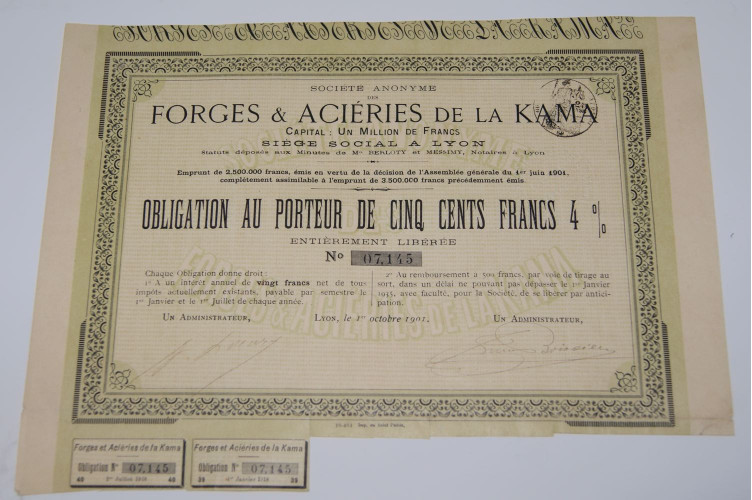 SOCIÉTÉ ANONYME
DES
FORGES & ACIÉRIES DE LA KAMA
CAPITAL : UN MILLION DE FRANCS
SIÈGE SOCIAL A LYON
Statuts déposés aux Minutes de Mes BERLOTY et MESSIMY, Notaires à Lyon
Emprunt de 2.500.000 francs, émis en vertu de la décision de l'Assemblée générale du 1er juin 1901,
complètement assimilable à l'emprunt de 3.500.000 francs précédemment émis.
OBLIGATION AU PORTEUR DE CINQ CENTS FRANCS 4 %
ENTIÈREMENT LIBÉRÉE
No 07,145
Chaque Obligation donne droit :
1° A un intérêt annuel de vingt francs net de tous
impôts actuellement existants, payable par semestre le
1er Janvier et le 1er Juillet de chaque année.
2° Au remboursement à 500 francs, par voie de tirage au
sort, dans un délai ne pouvant pas dépasser le 1er Janvier
1935, avec faculté, pour la Société, de se libérer par antici-
pation.
UN ADMINISTRATEUR,
LYON, le 1er octobre 1901.
UN ADMINISTRATEUR,
Forges et Aciéries de la Kama
Obligation No 07,145
40
40
Forges et Aciéries de la Kama
Obligation No 07,145
39
1er Janvier 1918
39